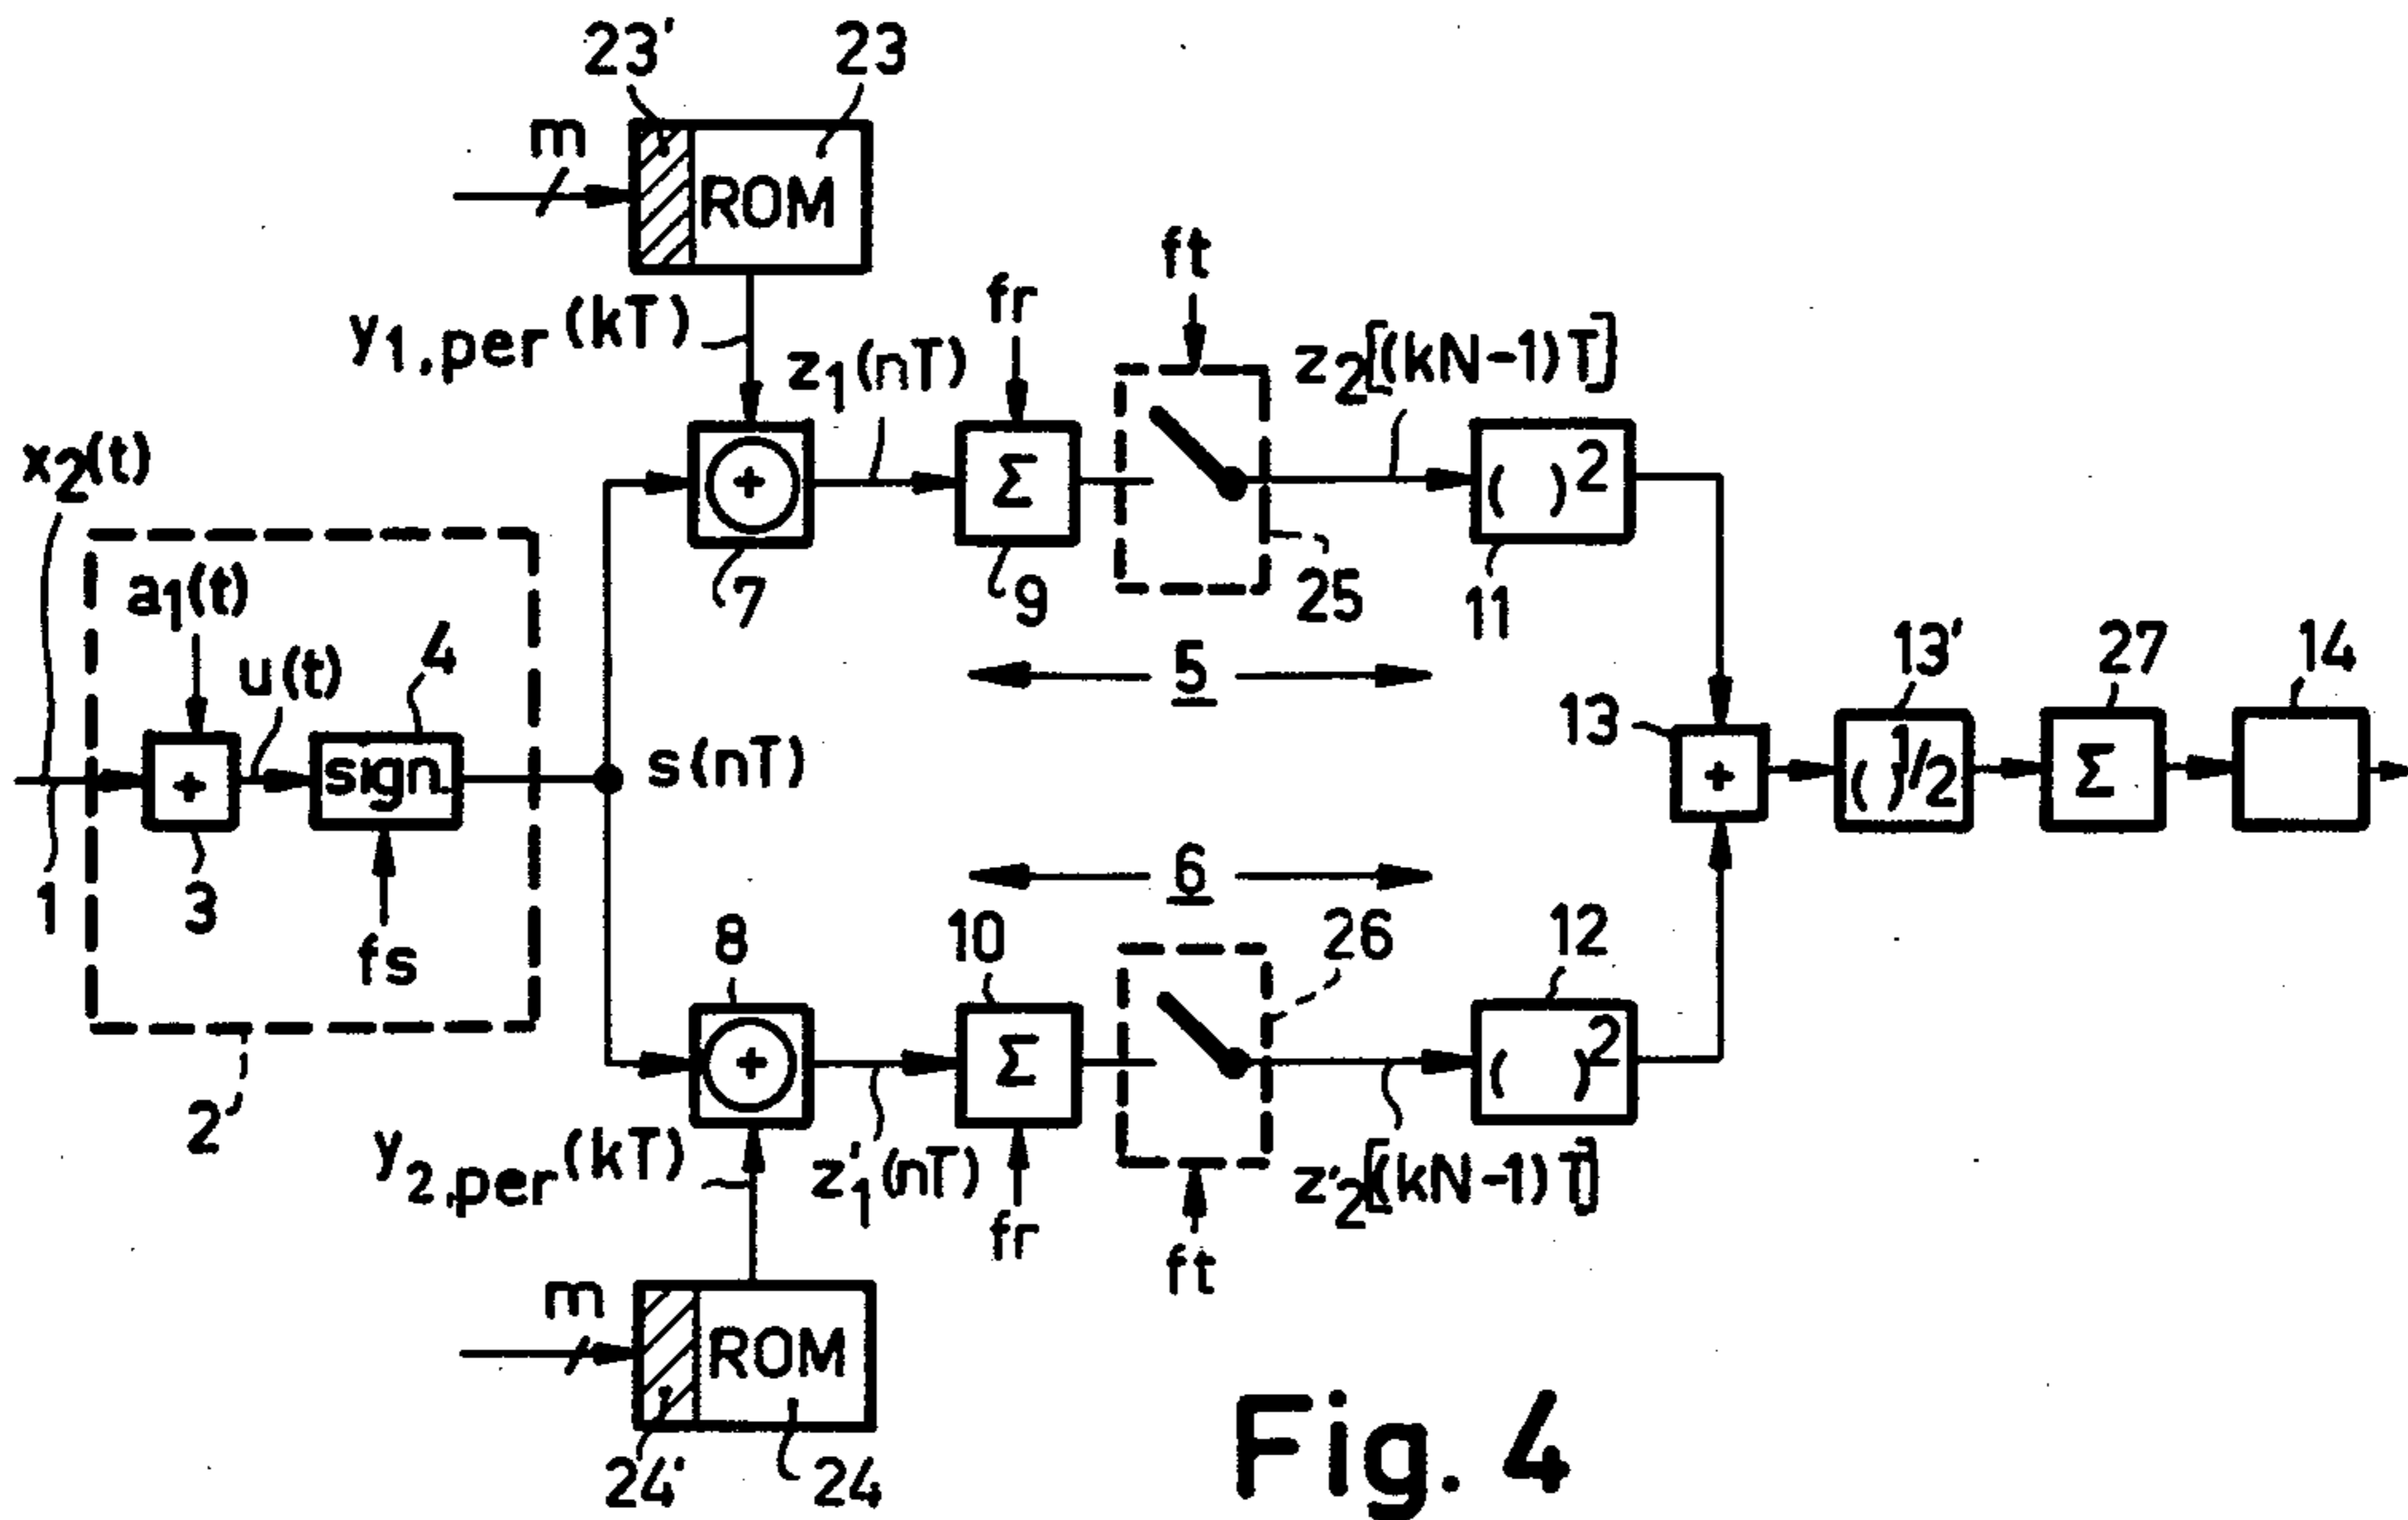 23' 23
m
ROM
ft
fr
y1,per(kT)
z1(nT)
z2[(kN-1)T]
x2(t)
+
Σ
( )2
a1(t)
7
9
25
11
u(t)
4
5
13'
27
14
13
sign.
s(nT)
+
+
( )1/2
Σ
1
3
fs
6
8
10
26
12
+
Σ
( )2
2'
y2,per(kT)
z'1(nT)
fr
z'2[(kN-1)T]
ft
m
ROM
24' 24
Fig. 4